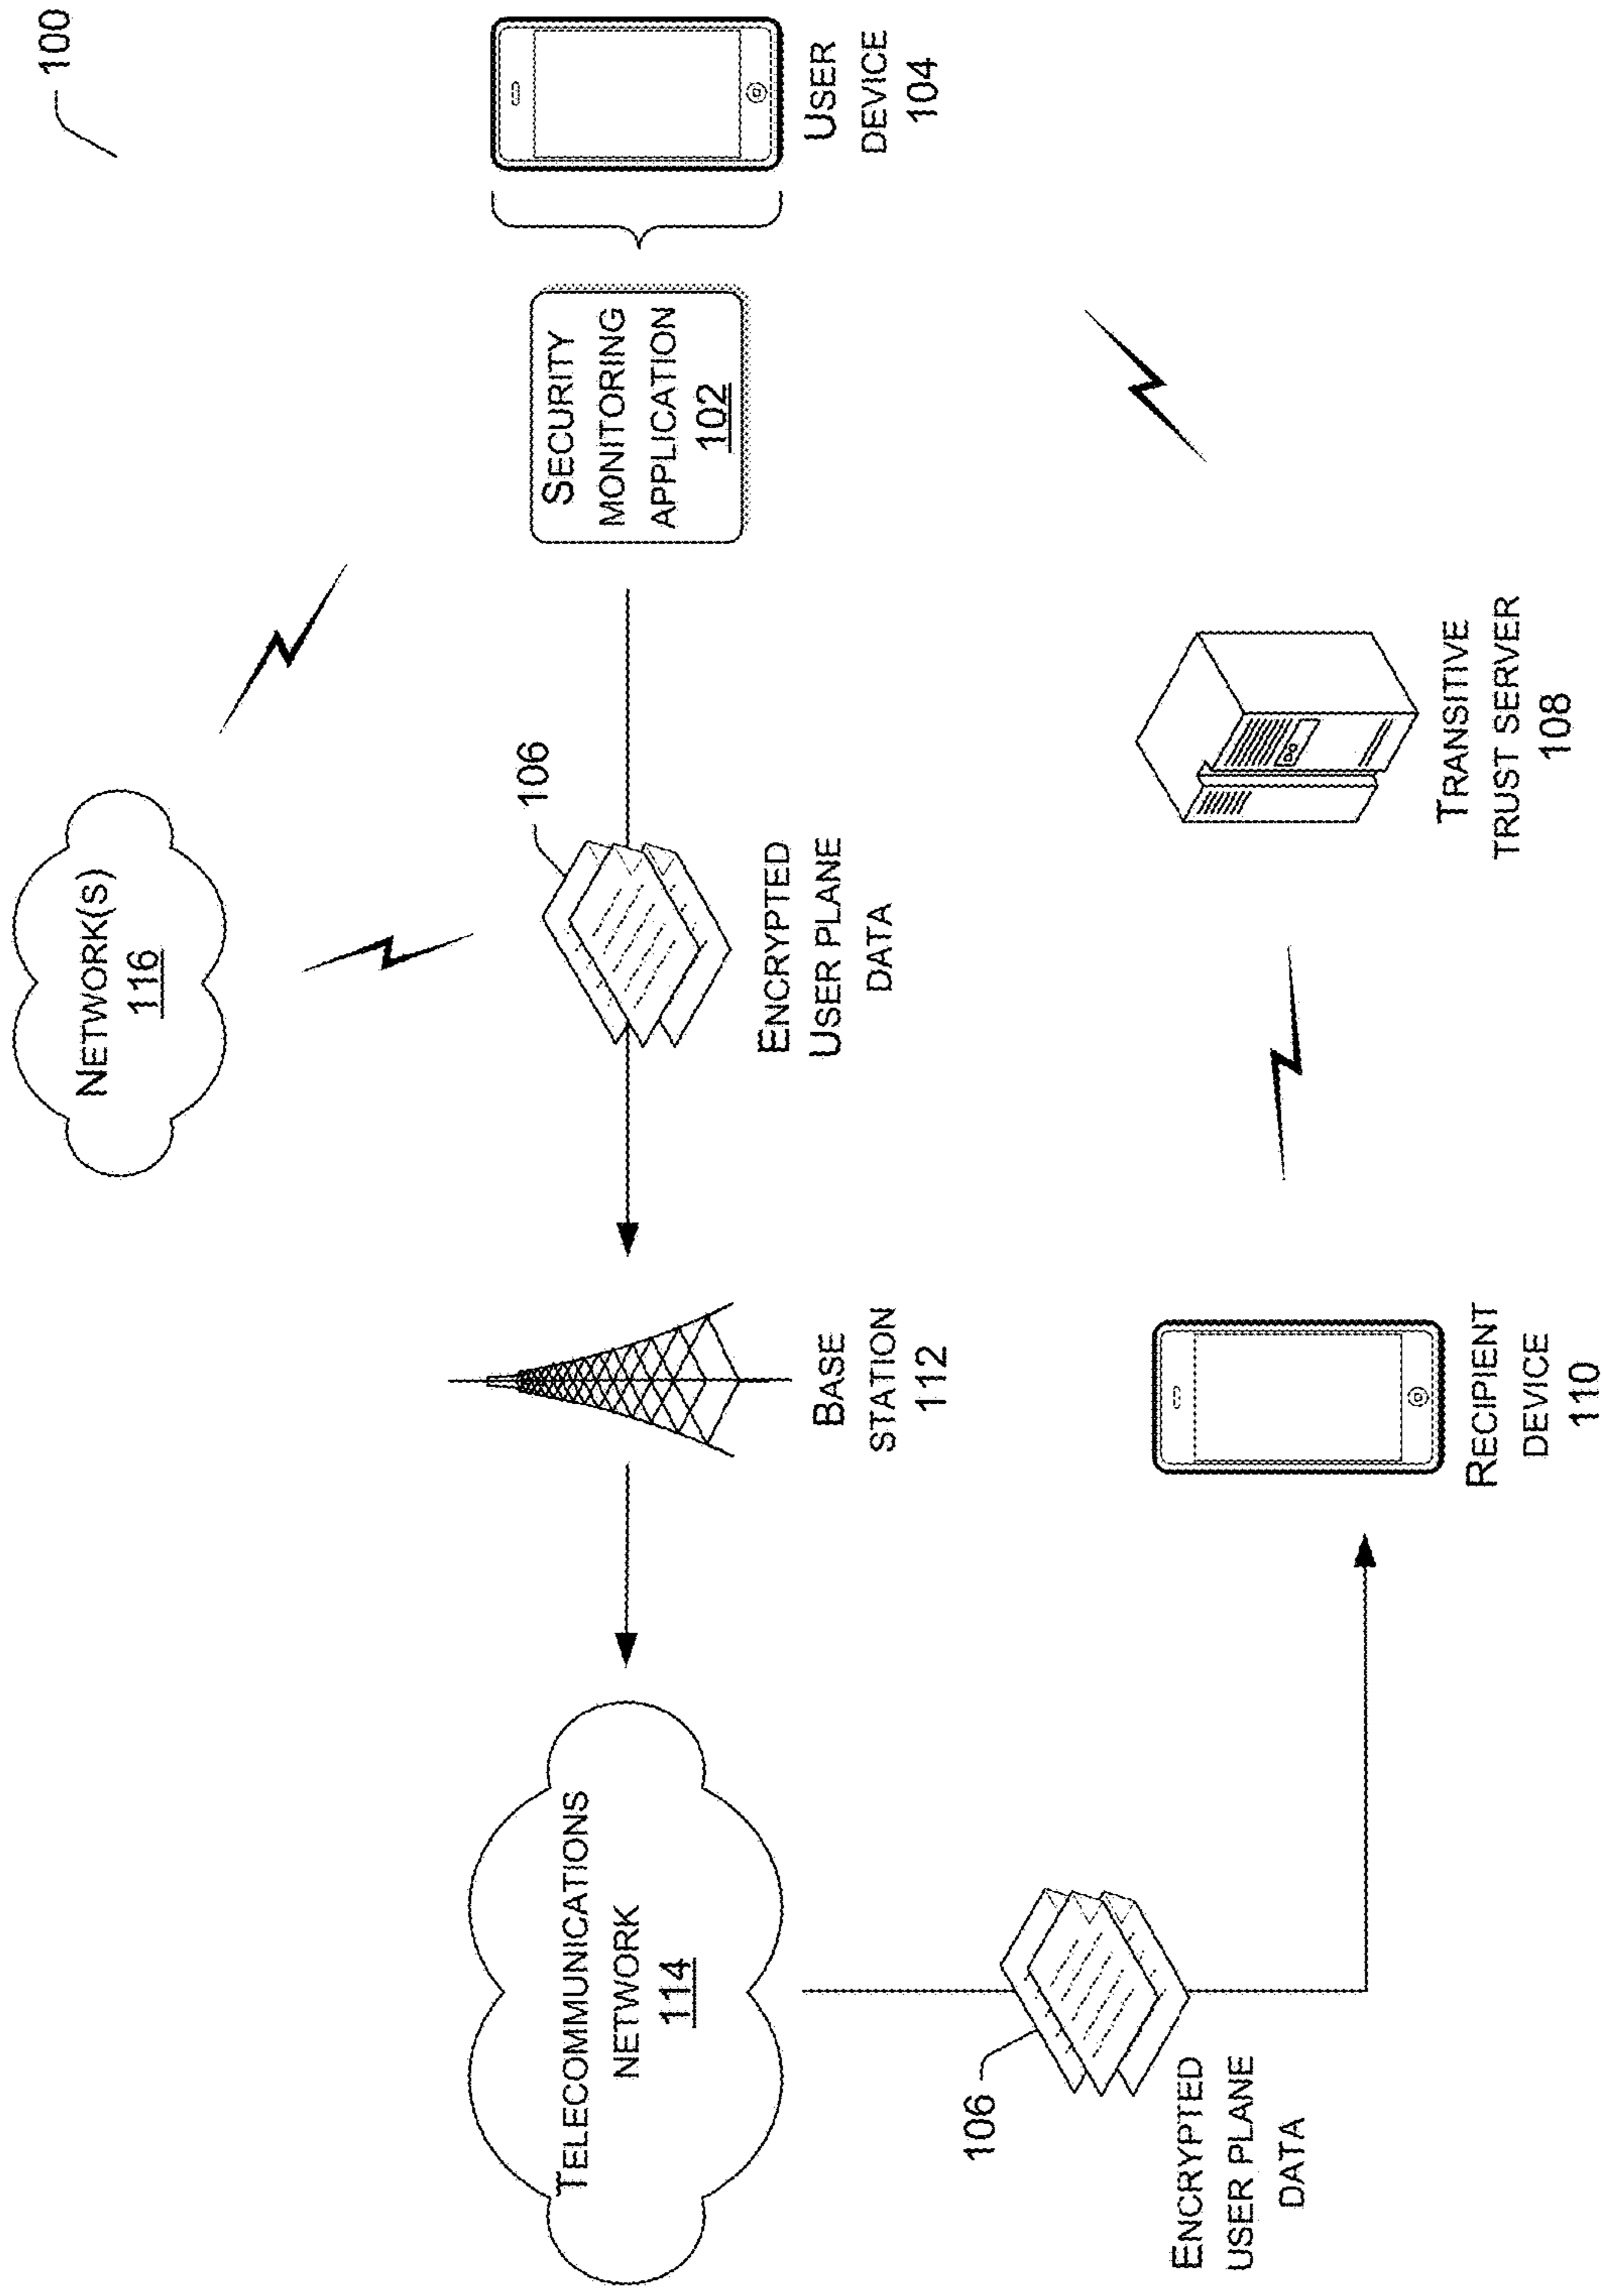 100
NETWORK(S)
116
106
ENCRYPTED
USER PLANE
DATA
SECURITY
MONITORING
APPLICATION
102
USER
DEVICE
104
BASE
STATION
112
TELECOMMUNICATIONS
NETWORK
114
106
ENCRYPTED
USER PLANE
DATA
RECIPIENT
DEVICE
110
TRANSITIVE
TRUST SERVER
108